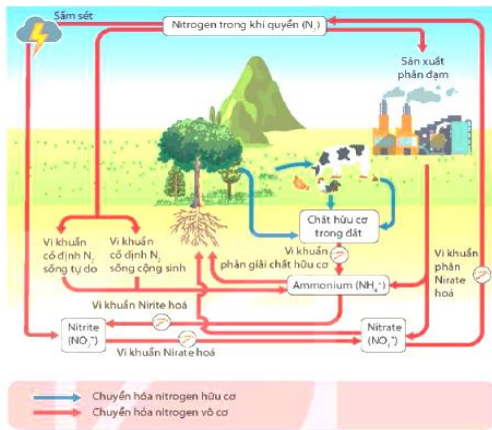 Sấm sét
Nitrogen trong khí quyển (N₂)
Sản xuất
phân đạm
Chất hữu cơ
trong đất
Vi khuẩn
cố định N₂
sống tự do
Vi khuẩn
cố định N₂
sống cộng sinh
Vi khuẩn
phân giải chất hữu cơ
Vi khuẩn
phản
Nirate
hoá
Ammonium (NH₄⁺)
Vi khuẩn Nirite hoá
Nitrite
(NO₂⁻)
Vi khuẩn Nirate hoá
Nitrate
(NO₃⁻)
Chuyển hóa nitrogen hữu cơ
Chuyển hóa nitrogen vô cơ